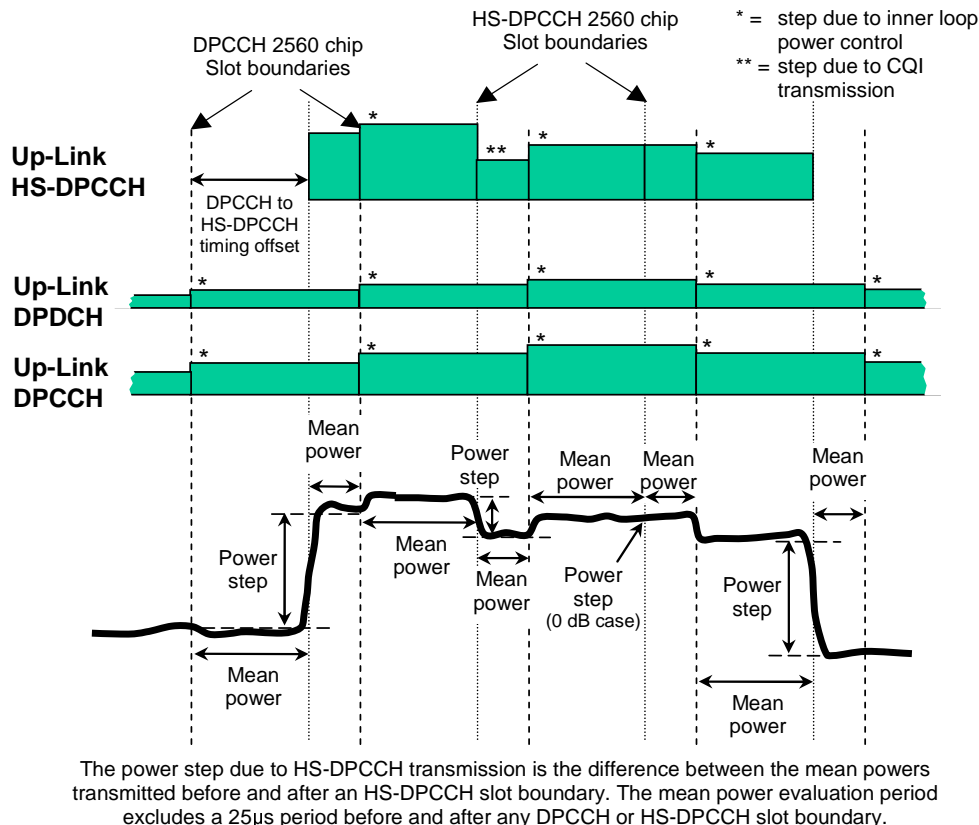 DPCCH 2560 chip
Slot boundaries
HS-DPCCH 2560 chip
Slot boundaries
* = step due to inner loop
power control
** = step due to CQI
transmission
Up-Link
HS-DPCCH
*
**
*
*
DPCCH to
HS-DPCCH
timing offset
Up-Link
DPDCH
*
*
*
*
*
Up-Link
DPCCH
*
*
*
*
*
Mean
power
Power
step
Mean
power
Mean
power
Mean
power
Power
step
Mean
power
Mean
power
Power
step
(0 dB case)
Power
step
Mean
power
Mean
power
The power step due to HS-DPCCH transmission is the difference between the mean powers
transmitted before and after an HS-DPCCH slot boundary. The mean power evaluation period
excludes a 25µs period before and after any DPCCH or HS-DPCCH slot boundary.